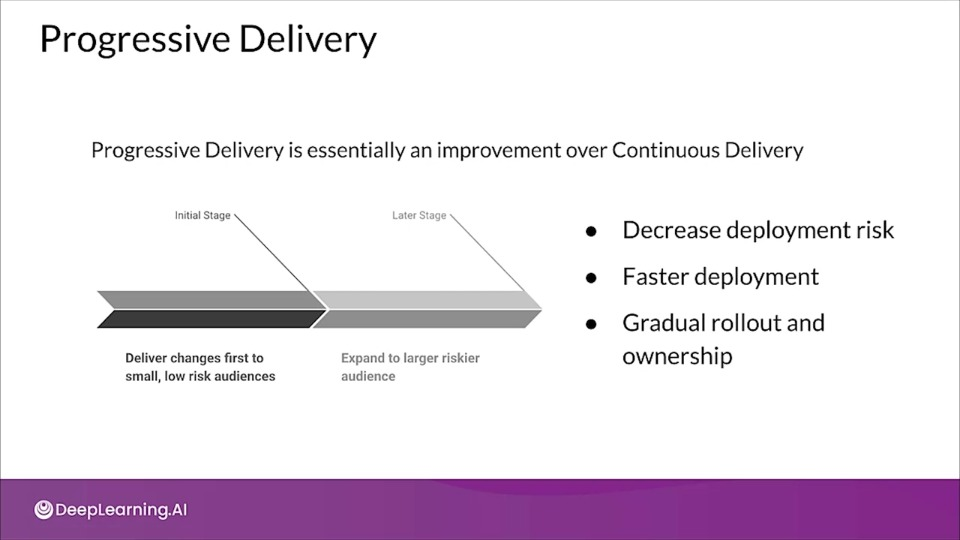 Progressive Delivery
Progressive Delivery is essentially an improvement over Continuous Delivery
Initial Stage
Later Stage
Deliver changes first to
small, low risk audiences
Expand to larger riskier
audience
● Decrease deployment risk
● Faster deployment
● Gradual rollout and
ownership
DeepLearning.AI